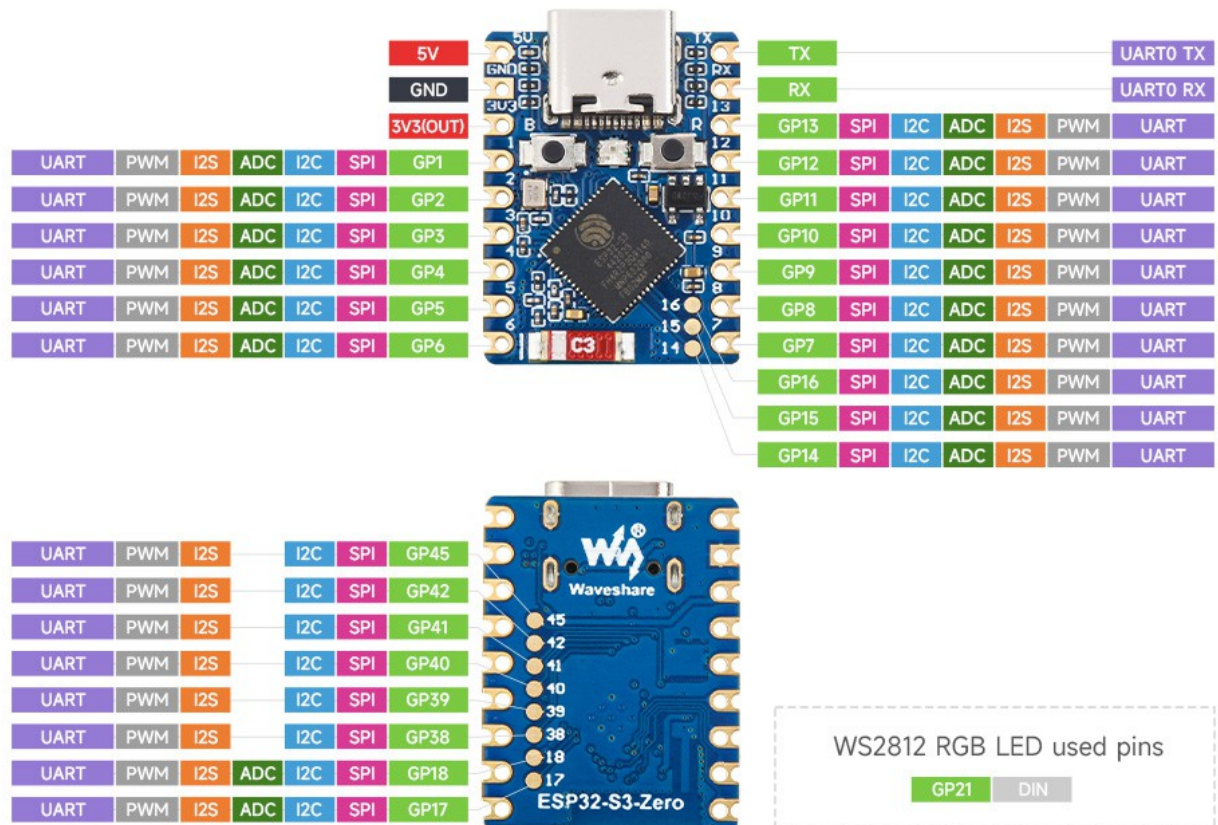 5V
GND
3V3(OUT)
UART PWM I2S ADC I2C SPI GP1
UART PWM I2S ADC I2C SPI GP2
UART PWM I2S ADC I2C SPI GP3
UART PWM I2S ADC I2C SPI GP4
UART PWM I2S ADC I2C SPI GP5
UART PWM I2S ADC I2C SPI GP6
5V TX
GND RX
3V3 13
B R
1 12
2 11
3 10
4 9
5 16 8
6 15 7
14
C3
TX UART0 TX
RX UART0 RX
GP13 SPI I2C ADC I2S PWM UART
GP12 SPI I2C ADC I2S PWM UART
GP11 SPI I2C ADC I2S PWM UART
GP10 SPI I2C ADC I2S PWM UART
GP9 SPI I2C ADC I2S PWM UART
GP8 SPI I2C ADC I2S PWM UART
GP7 SPI I2C ADC I2S PWM UART
GP16 SPI I2C ADC I2S PWM UART
GP15 SPI I2C ADC I2S PWM UART
GP14 SPI I2C ADC I2S PWM UART
UART PWM I2S I2C SPI GP45
UART PWM I2S I2C SPI GP42
UART PWM I2S I2C SPI GP41
UART PWM I2S I2C SPI GP40
UART PWM I2S I2C SPI GP39
UART PWM I2S I2C SPI GP38
UART PWM I2S ADC I2C SPI GP18
UART PWM I2S ADC I2C SPI GP17
Waveshare
45
42
41
40
39
38
18
17
ESP32-S3-Zero
WS2812 RGB LED used pins
GP21 DIN